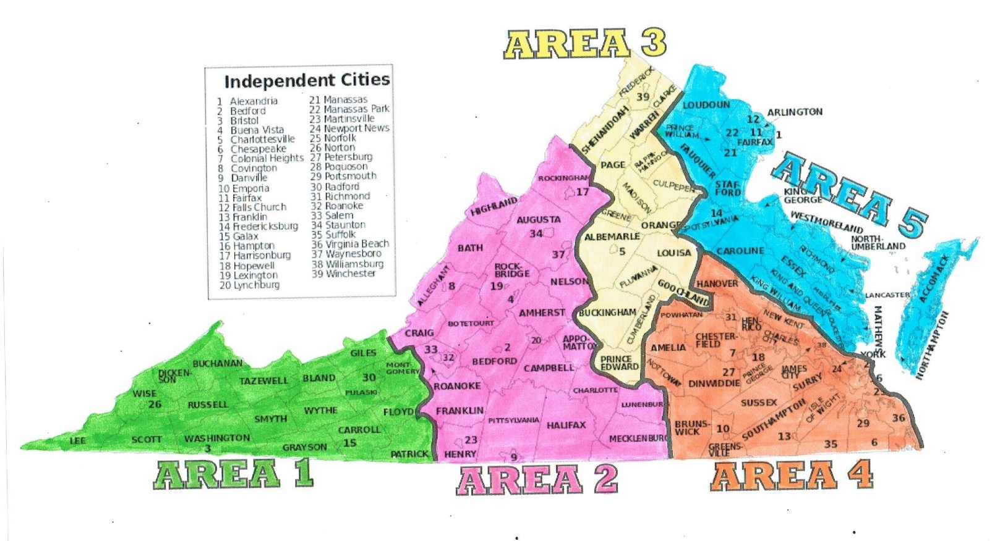 AREA 3
Independent Cities
1 Alexandria
2 Bedford
3 Bristol
4 Buena Vista
5 Charlottesville
6 Chesapeake
7 Colonial Heights
8 Covington
9 Danville
10 Emporia
11 Fairfax
12 Falls Church
13 Franklin
14 Fredericksburg
15 Galax
16 Hampton
17 Harrisonburg
18 Hopewell
19 Lexington
20 Lynchburg
21 Manassas
22 Manassas Park
23 Martinsville
24 Newport News
25 Norfolk
26 Norton
27 Petersburg
28 Poquoson
29 Portsmouth
30 Radford
31 Richmond
32 Roanoke
33 Salem
34 Staunton
35 Suffolk
36 Virginia Beach
37 Waynesboro
38 Williamsburg
39 Winchester
FREDERICK
39
CLARKE
SHENANDOAH
WARREN
PAGE
RAPPA-
HANNOCK
CULPEPER
MADISON
GREENE
ORANGE
ALBEMARLE
5
LOUISA
FLUVANNA
GOOCHLAND
BUCKINGHAM
CUMBERLAND
PRINCE
EDWARD
LOUDOUN
12
ARLINGTON
PRINCE
WILLIAM
22
11
1
FAIRFAX
21
FAUQUIER
STAF-
FORD
AREA 5
KING
GEORGE
14
SPOTSYLVANIA
WESTMORELAND
NORTH-
UMBERLAND
CAROLINE
RICHMOND
ESSEX
KING AND QUEEN
KING WILLIAM
MIDDLESEX
LANCASTER
GLOUCESTER
MATHEWS
ACCOMACK
NORTHAMPTON
ROCKINGHAM
17
HIGHLAND
AUGUSTA
34
BATH
37
ROCK-
BRIDGE
19
NELSON
ALLEGHANY
8
4
AMHERST
BOTETOURT
CRAIG
20
APPO-
MATTOX
33
32
2
BEDFORD
CAMPBELL
ROANOKE
CHARLOTTE
FRANKLIN
LUNENBURG
PITTSYLVANIA
HALIFAX
23
MECKLENBURG
HENRY
9
HANOVER
POWHATAN
31
HEN-
RICO
NEW KENT
AMELIA
CHESTER-
FIELD
CHARLES
CITY
38
7
18
YORK
NOTTOWAY
27
PRINCE
GEORGE
JAMES
CITY
24
DINWIDDIE
SURRY
6
SUSSEX
ISLE
OF WIGHT
SOUTHAMPTON
36
BRUNS-
WICK
10
29
13
GREENS-
VILLE
35
6
GILES
BUCHANAN
DICKEN-
SON
TAZEWELL
BLAND
30
MONT
GOMERY
WISE
26
PULASKI
RUSSELL
WYTHE
FLOYD
SMYTH
CARROLL
LEE
SCOTT
WASHINGTON
3
GRAYSON
15
PATRICK
AREA 1
AREA 2
AREA 4